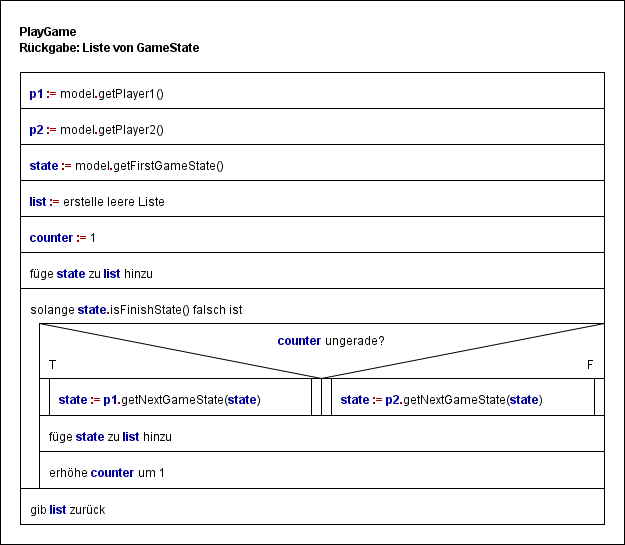 PlayGame
Rückgabe: Liste von GameState
p1 := model.getPlayer1()
p2 := model.getPlayer2()
state := model.getFirstGameState()
list := erstelle leere Liste
counter := 1
füge state zu list hinzu
solange state.isFinishState() falsch ist
counter ungerade?
T F
state := p1.getNextGameState(state) state := p2.getNextGameState(state)
füge state zu list hinzu
erhöhe counter um 1
gib list zurück